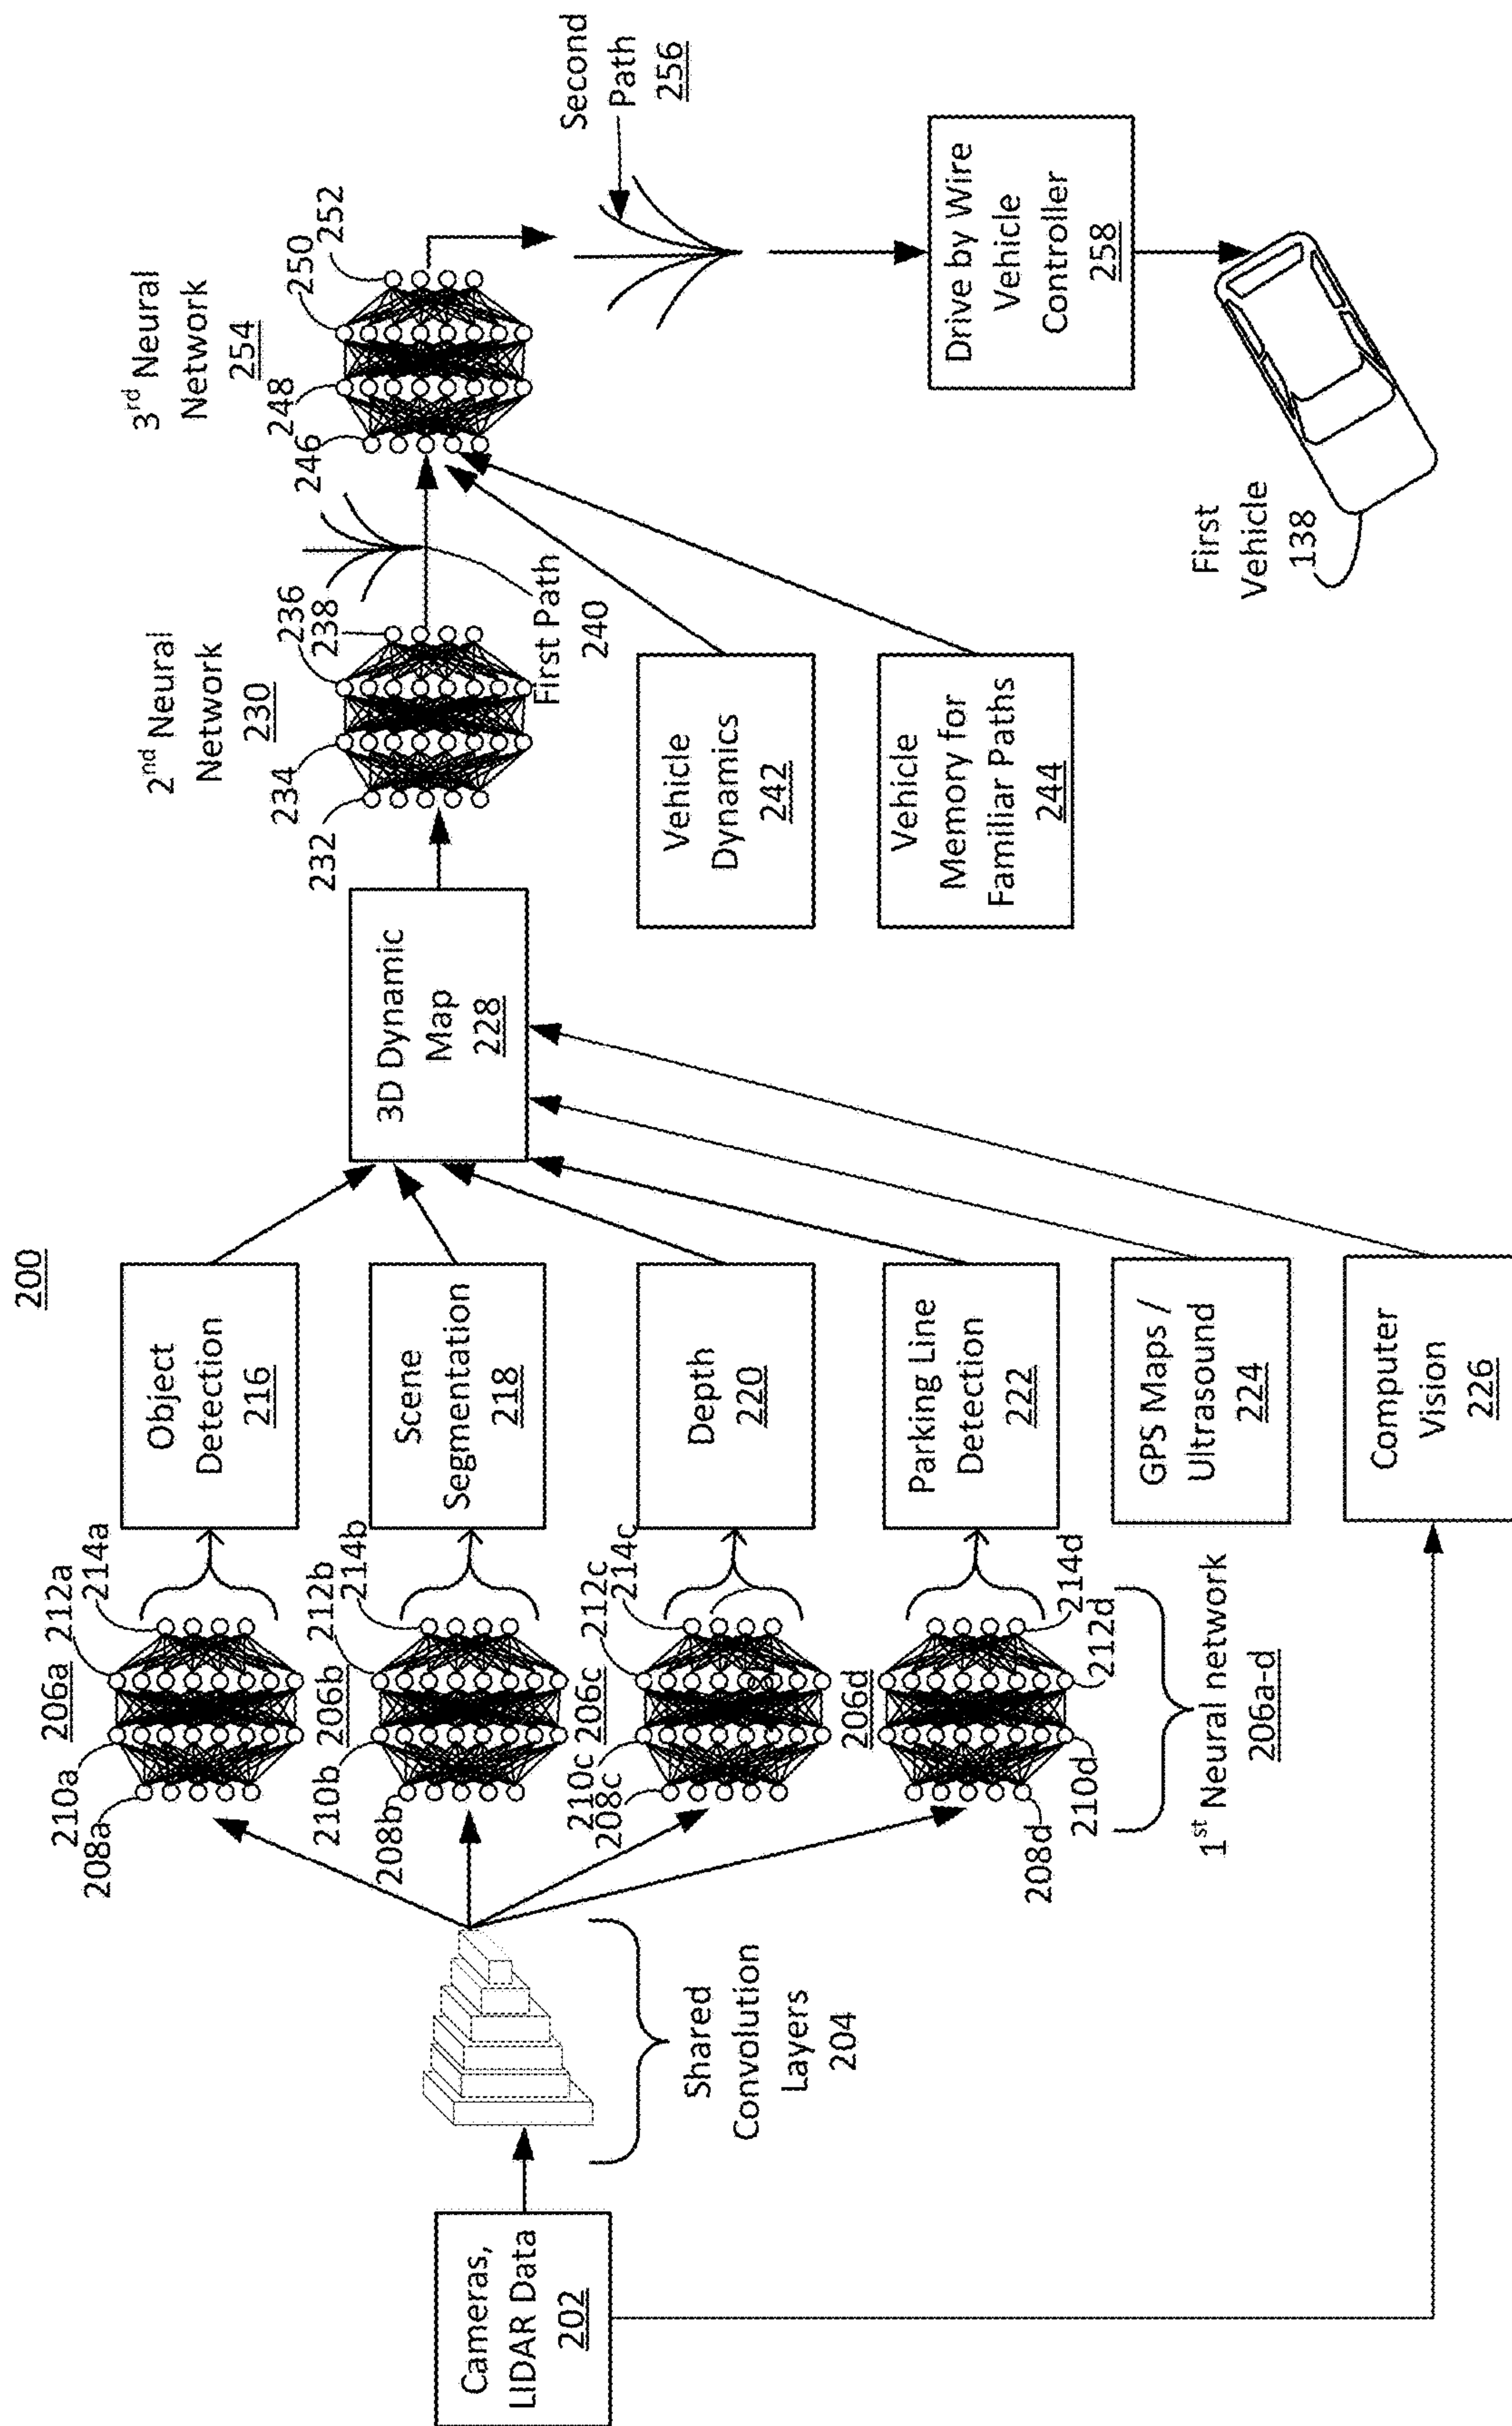 200
Cameras,
LIDAR Data
202
Shared
Convolution
Layers
204
206a
208a
210a
212a
214a
206b
208b
210b
212b
214b
206c
208c
210c
212c
214c
206d
208d
210d
212d
214d
1st Neural network
206a-d
Object
Detection
216
Scene
Segmentation
218
Depth
220
Parking Line
Detection
222
GPS Maps /
Ultrasound
224
Computer
Vision
226
3D Dynamic
Map
228
2nd Neural
Network
230
232
234
236
238
First Path
240
Vehicle
Dynamics
242
Vehicle
Memory for
Familiar Paths
244
3rd Neural
Network
254
246
248
250
252
Second
Path
256
Drive by Wire
Vehicle
Controller
258
First
Vehicle
138